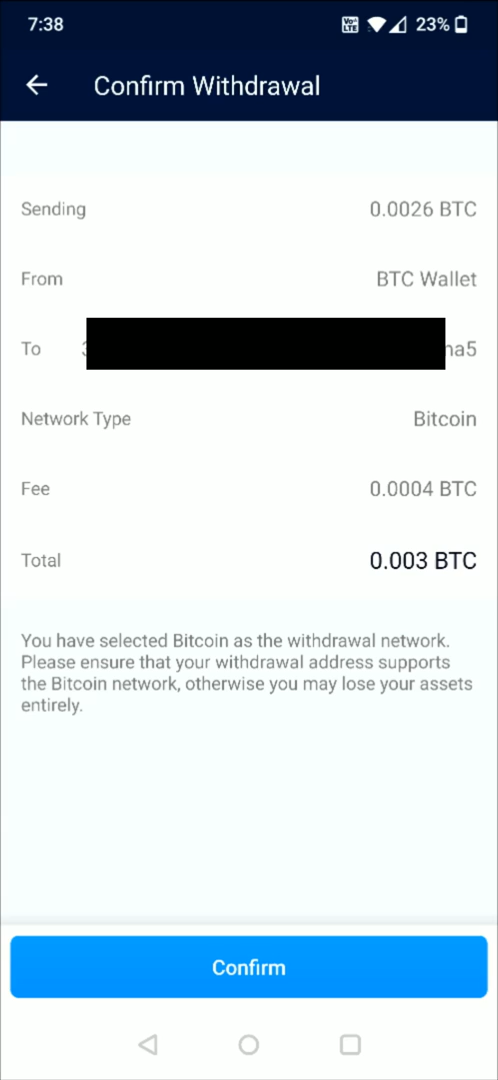 7:38
Vo LTE
23%
Confirm Withdrawal
Sending 0.0026 BTC
From BTC Wallet
To na5
Network Type Bitcoin
Fee 0.0004 BTC
Total 0.003 BTC
You have selected Bitcoin as the withdrawal network.
Please ensure that your withdrawal address supports
the Bitcoin network, otherwise you may lose your assets
entirely.
Confirm